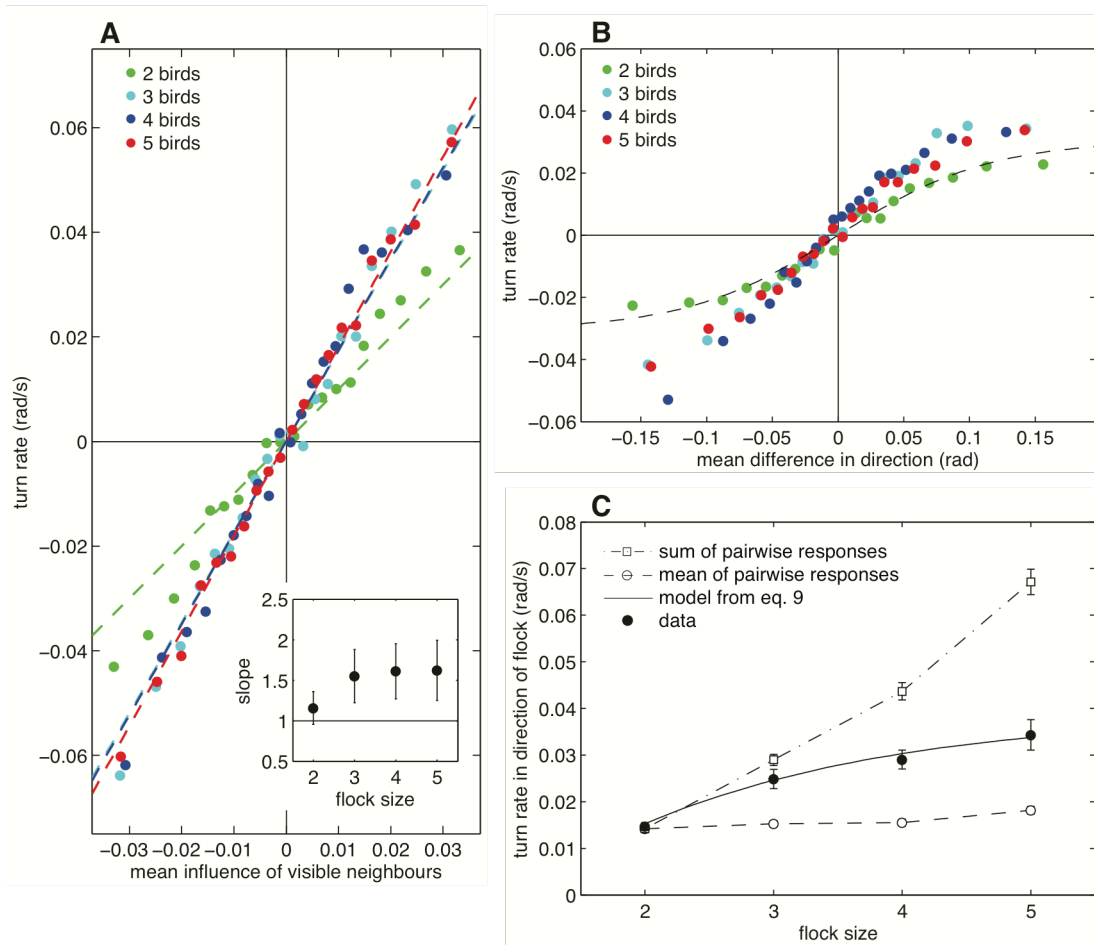 A
2 birds
3 birds
4 birds
5 birds
0.06
0.04
0.02
0
−0.02
−0.04
−0.06
turn rate (rad/s)
−0.03 −0.02 −0.01 0 0.01 0.02 0.03
mean influence of visible neighbours
2.5
2
1.5
1
0.5
slope
2 3 4 5
flock size
B
2 birds
3 birds
4 birds
5 birds
0.06
0.04
0.02
0
−0.02
−0.04
−0.06
turn rate (rad/s)
−0.15 −0.1 −0.05 0 0.05 0.1 0.15
mean difference in direction (rad)
C
sum of pairwise responses
mean of pairwise responses
model from eq. 9
data
0.08
0.07
0.06
0.05
0.04
0.03
0.02
0.01
0
turn rate in direction of flock (rad/s)
2 3 4 5
flock size